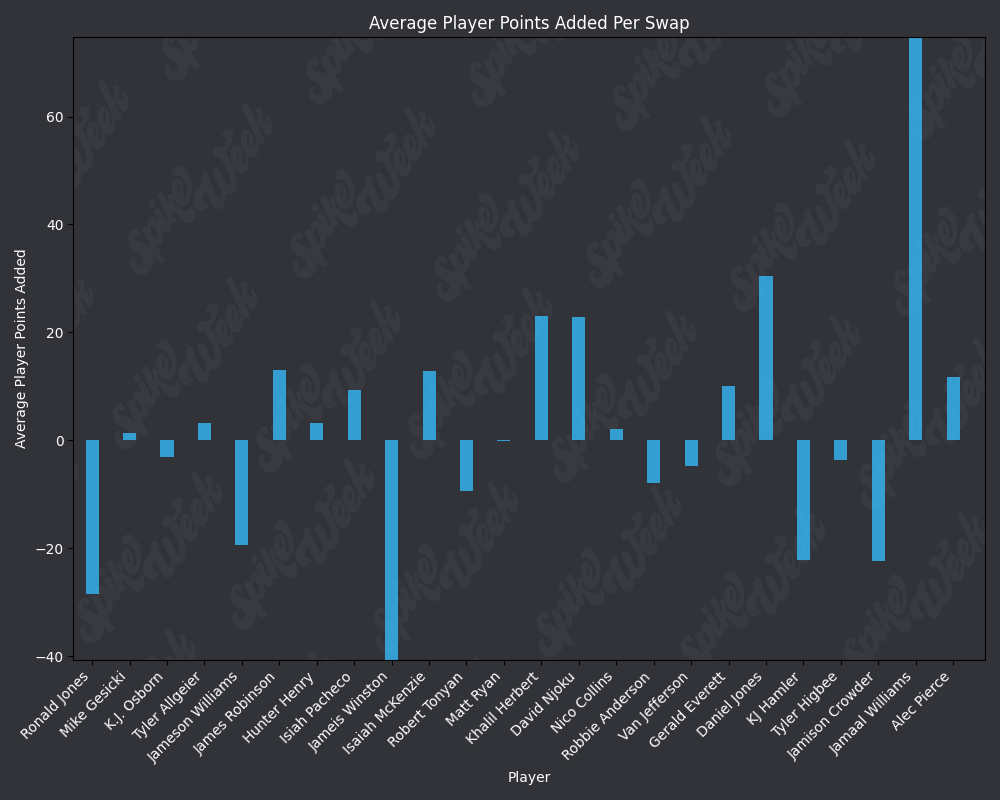 Average Player Points Added Per Swap
Average Player Points Added
60
40
20
0
−20
−40
Ronald Jones
Mike Gesicki
K.J. Osborn
Tyler Allgeier
Jameson Williams
James Robinson
Hunter Henry
Isiah Pacheco
Jameis Winston
Isaiah McKenzie
Robert Tonyan
Matt Ryan
Khalil Herbert
David Njoku
Nico Collins
Robbie Anderson
Van Jefferson
Gerald Everett
Daniel Jones
KJ Hamler
Tyler Higbee
Jamison Crowder
Jamaal Williams
Alec Pierce
Player
Spike Week